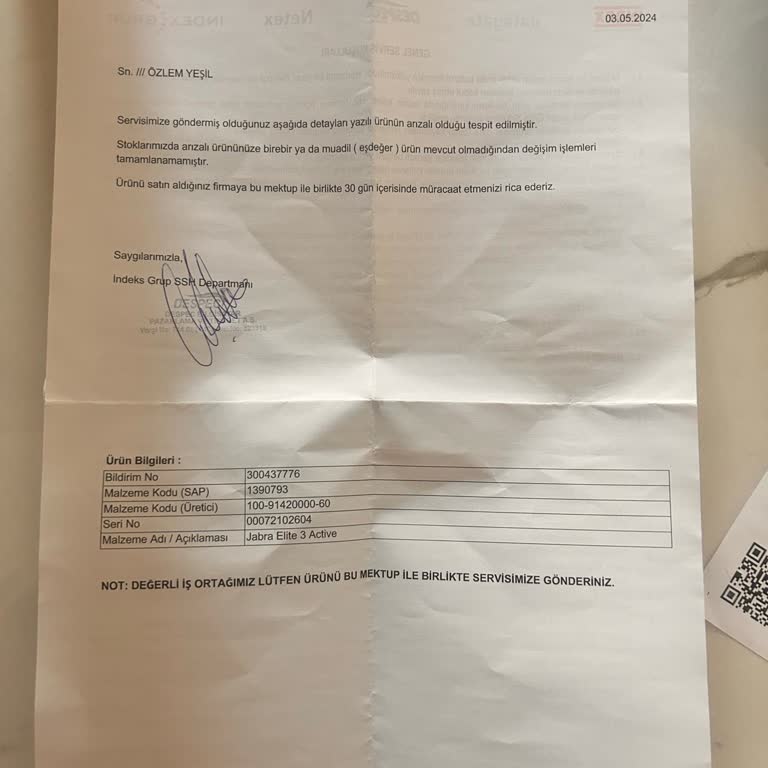 03.05.2024
Sn. /// ÖZLEM YEŞİL
Servisimize göndermiş olduğunuz aşağıda detayları yazılı ürünün arızalı olduğu tespit edilmiştir.
Stoklarımızda arızalı ürününüze birebir ya da muadil ( eşdeğer ) ürün mevcut olmadığından değişim işlemleri
tamamlanamamıştır.
Ürünü satın aldığınız firmaya bu mektup ile birlikte 30 gün içerisinde müracaat etmenizi rica ederiz.
Saygılarımızla,
İndeks Grup SSH Departmanı
DESPEC
Ürün Bilgileri :
Bildirim No 300437776
Malzeme Kodu (SAP) 1390793
Malzeme Kodu (Üretici) 100-91420000-60
Seri No 00072102604
Malzeme Adı / Açıklaması Jabra Elite 3 Active
NOT: DEĞERLİ İŞ ORTAĞIMIZ LÜTFEN ÜRÜNÜ BU MEKTUP İLE BİRLİKTE SERVİSİMİZE GÖNDERİNİZ.